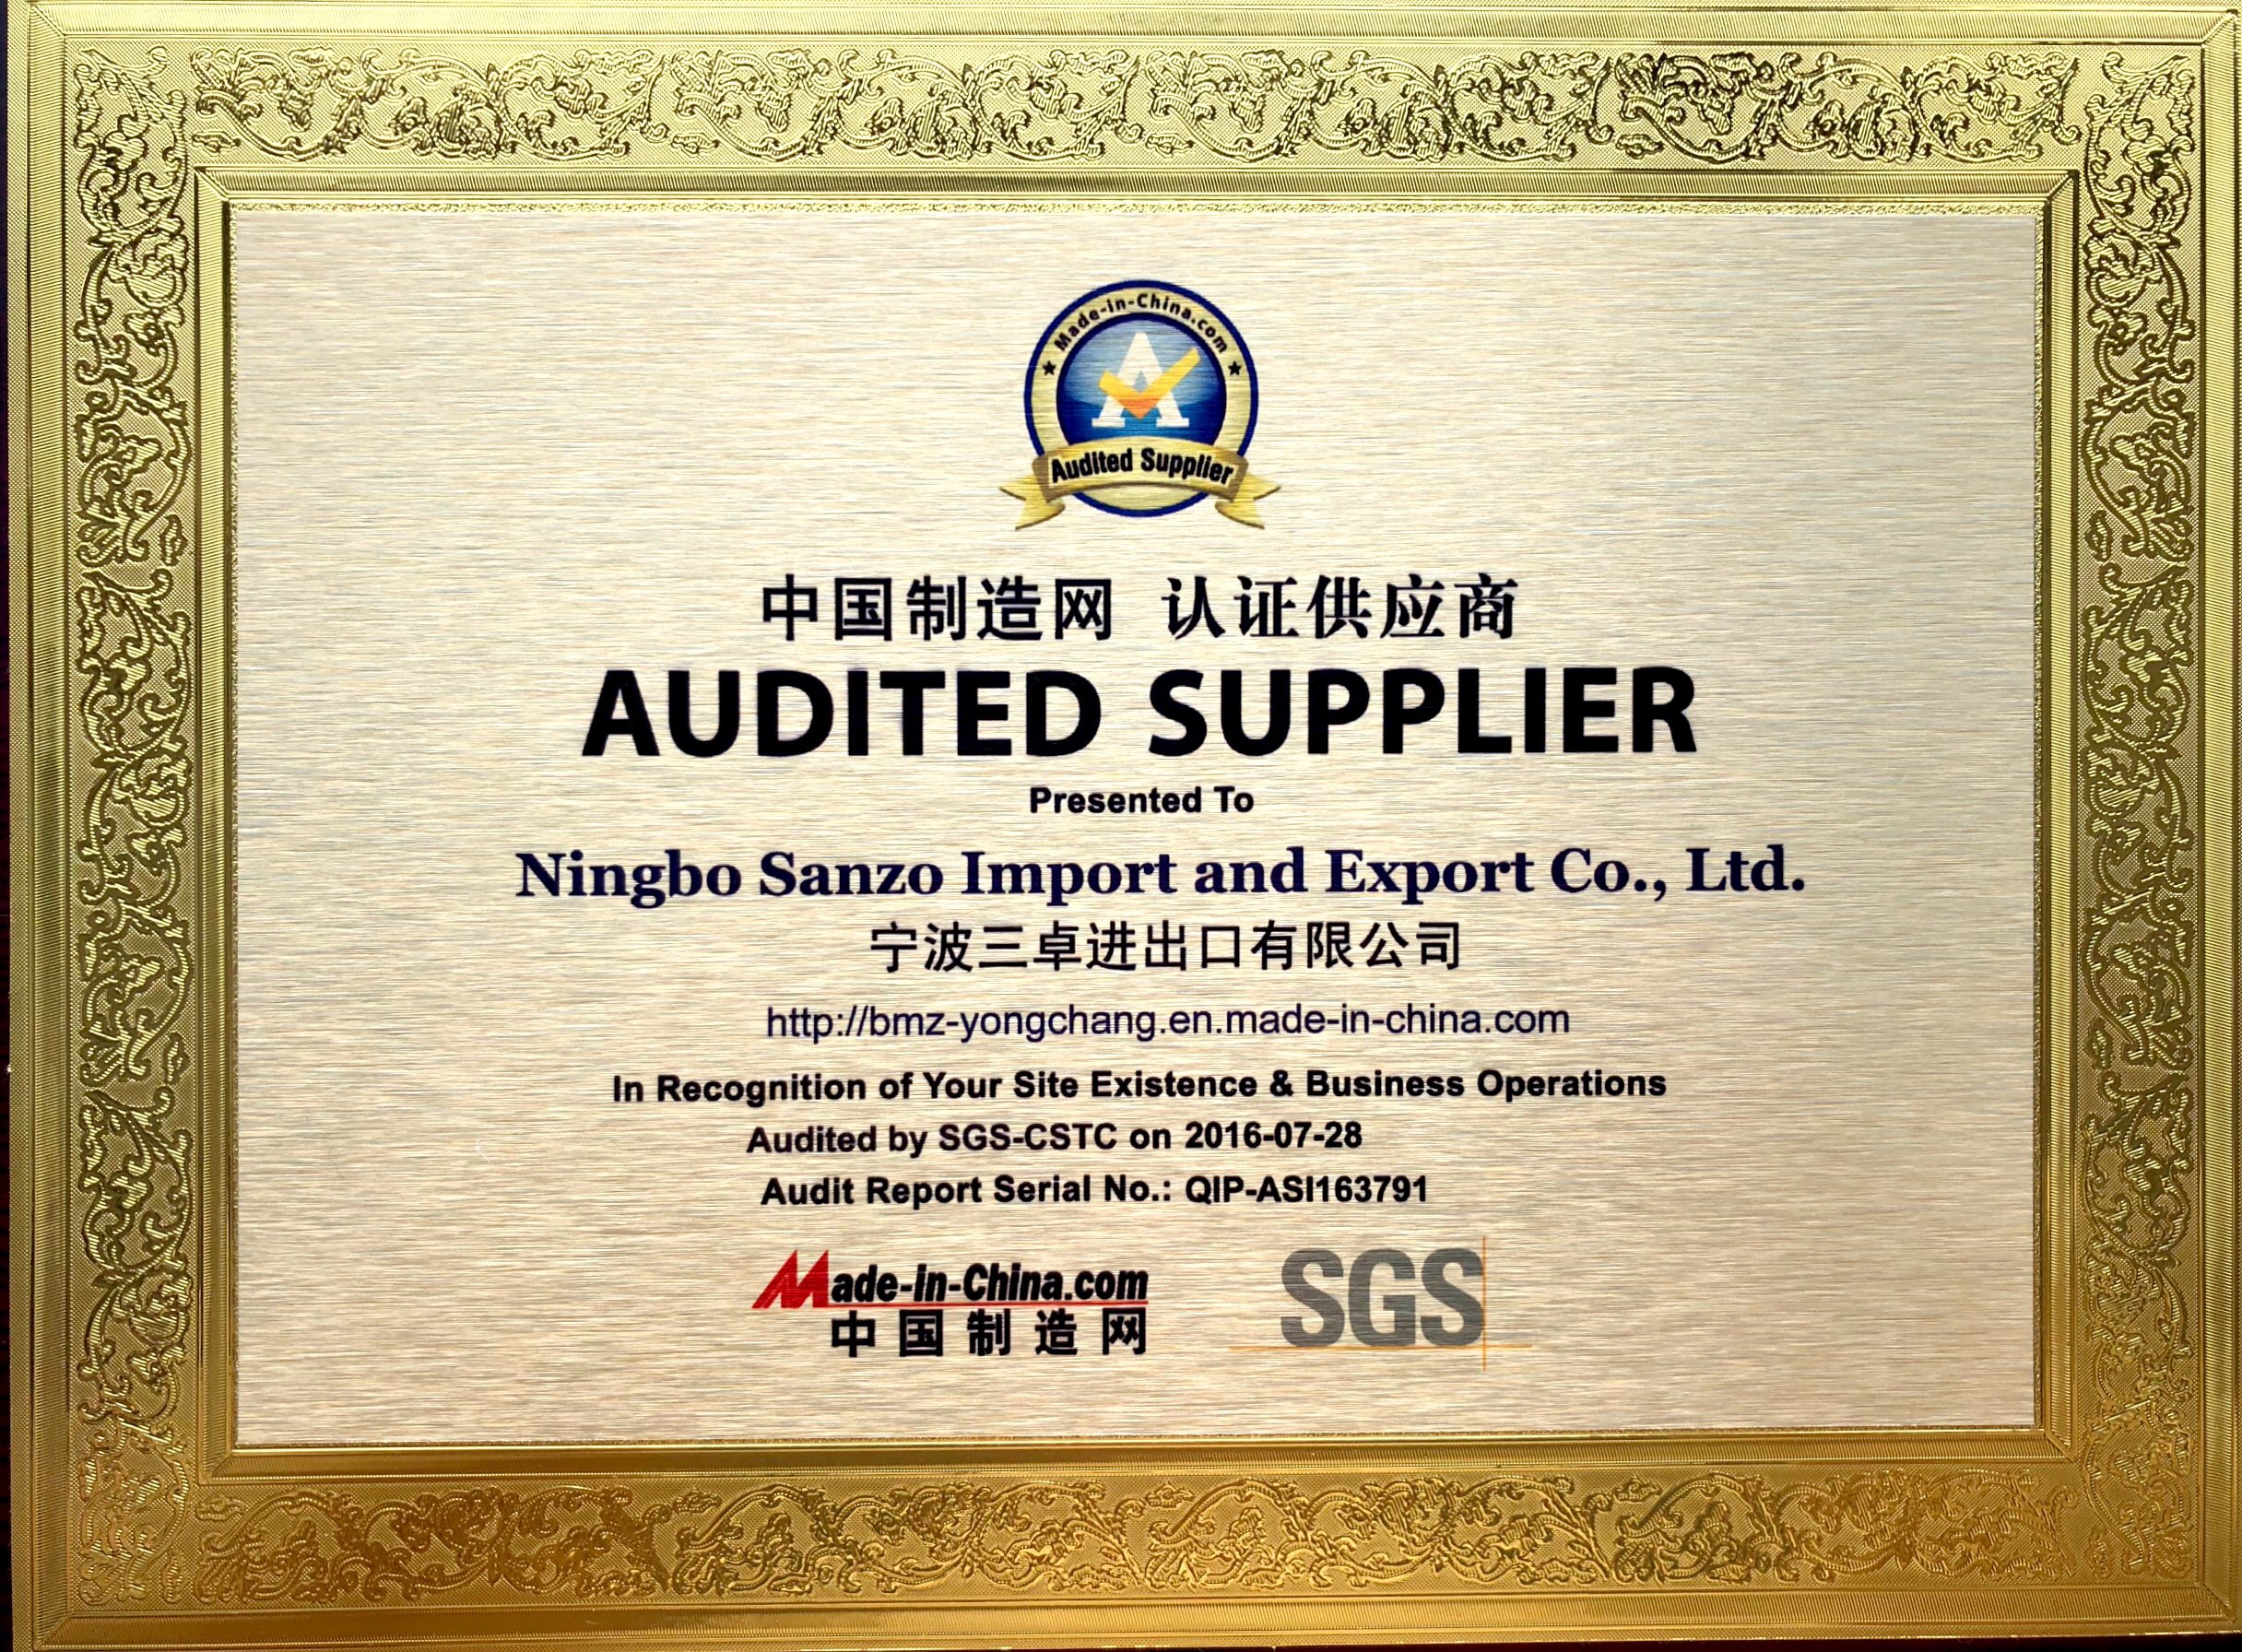 Made-in-China.com
Audited Supplier
中国制造网 认证供应商
AUDITED SUPPLIER
Presented To
Ningbo Sanzo Import and Export Co., Ltd.
宁波三卓进出口有限公司
http://bmz-yongchang.en.made-in-china.com
In Recognition of Your Site Existence & Business Operations
Audited by SGS-CSTC on 2016-07-28
Audit Report Serial No.: QIP-ASI163791
Made-in-China.com
中国制造网
SGS